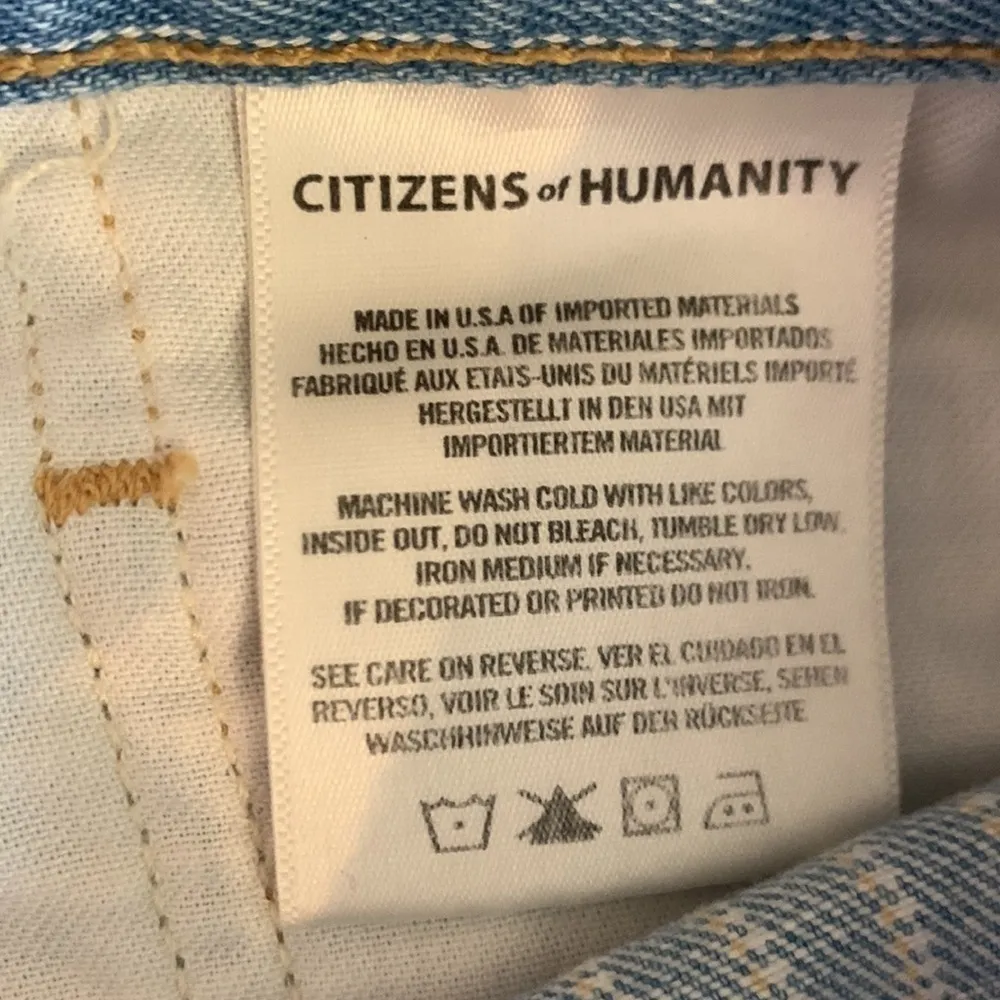 CITIZENS of HUMANITY
MADE IN U.S.A OF IMPORTED MATERIALS
HECHO EN U.S.A. DE MATERIALES IMPORTADOS
FABRIQUÉ AUX ETAIS-UNIS DU MATÉRIELS IMPORTÉ
HERGESTELLT IN DEN USA MIT
IMPORTIERTEM MATERIAL
MACHINE WASH COLD WITH LIKE COLORS,
INSIDE OUT, DO NOT BLEACH, TUMBLE DRY LOW.
IRON MEDIUM IF NECESSARY.
IF DECORATED OR PRINTED DO NOT IRON.
SEE CARE ON REVERSE. VER EL CUIDADO EN EL
REVERSO, VOIR LE SOIN SUR L'INVERSE, SEHEN
WASCHHINWEISE AUF DER RÜCKSEITE